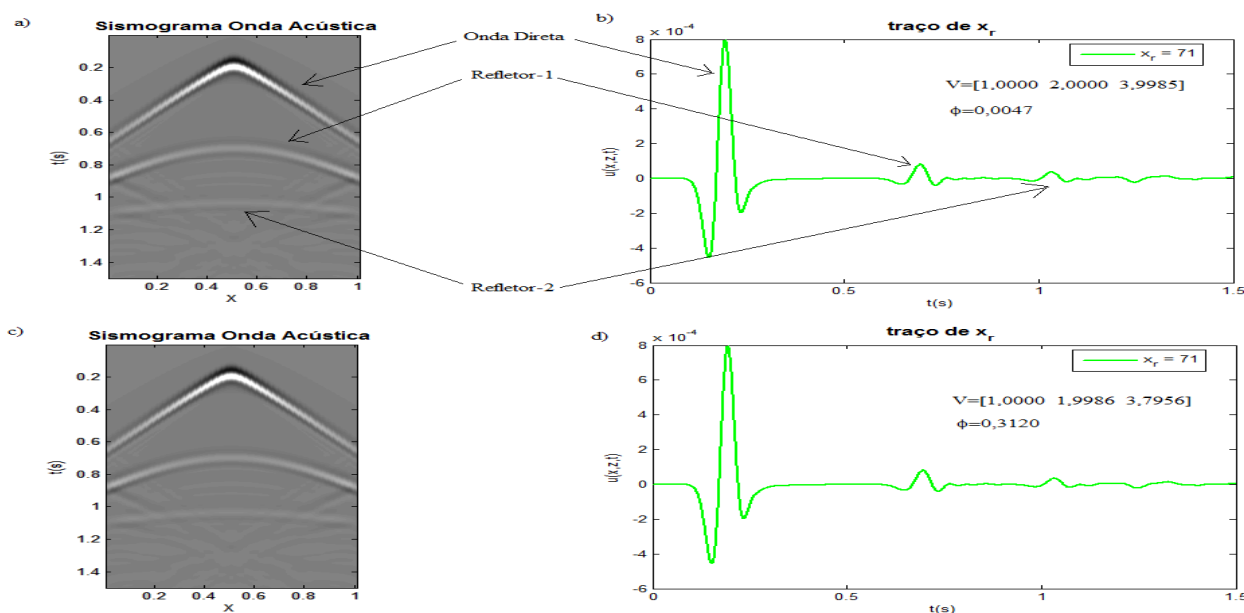 a)
Sismograma Onda Acústica
0.2
0.4
0.6
0.8
1
1.2
1.4
t(s)
0.2 0.4 0.6 0.8 1
X
Onda Direta
Refletor-1
Refletor-2
b)
traço de x_r
x 10^-4
8
6
4
2
0
-2
-4
-6
u(x,z,t)
x_r = 71
V=[1,0000 2,0000 3,9985]
ϕ=0,0047
0 0.5 1 1.5
t(s)
c)
Sismograma Onda Acústica
0.2
0.4
0.6
0.8
1
1.2
1.4
t(s)
0.2 0.4 0.6 0.8 1
X
d)
traço de x_r
x 10^-4
8
6
4
2
0
-2
-4
-6
u(x,z,t)
x_r = 71
V=[1,0000 1,9986 3,7956]
ϕ=0,3120
0 0.5 1 1.5
t(s)